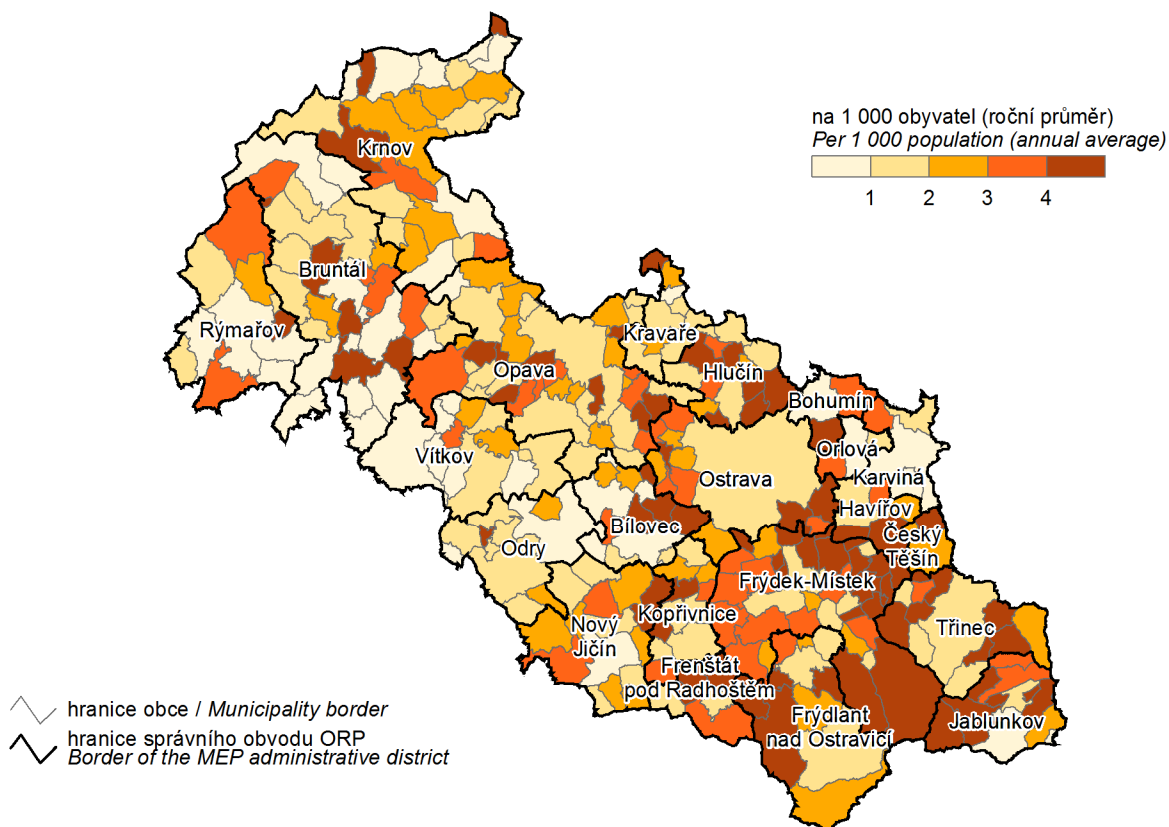 na 1 000 obyvatel (roční průměr)
Per 1 000 population (annual average)
1 2 3 4
Krnov
Bruntál
Rýmařov
Kravaře
Opava
Hlučín
Bohumín
Vítkov
Orlová
Ostrava
Karviná
Havířov
Bílovec
Český
Těšín
Odry
Frýdek-Místek
Kopřivnice
Nový
Jičín
Třinec
Frenštát
pod Radhoštěm
Frýdlant
nad Ostravicí
Jablunkov
hranice obce / Municipality border
hranice správního obvodu ORP
Border of the MEP administrative district